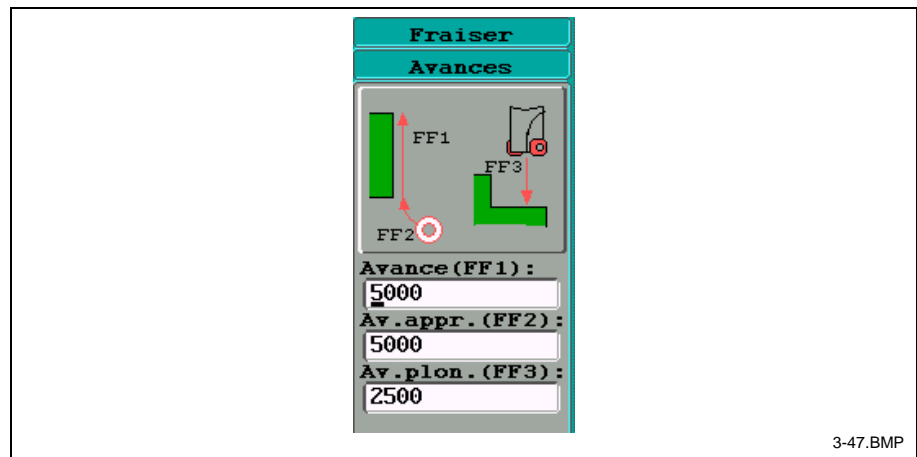 Fraiser
Avances
FF1
FF3
FF2
Avance(FF1):
5000
Av.appr.(FF2):
5000
Av.plon.(FF3):
2500
3-47.BMP